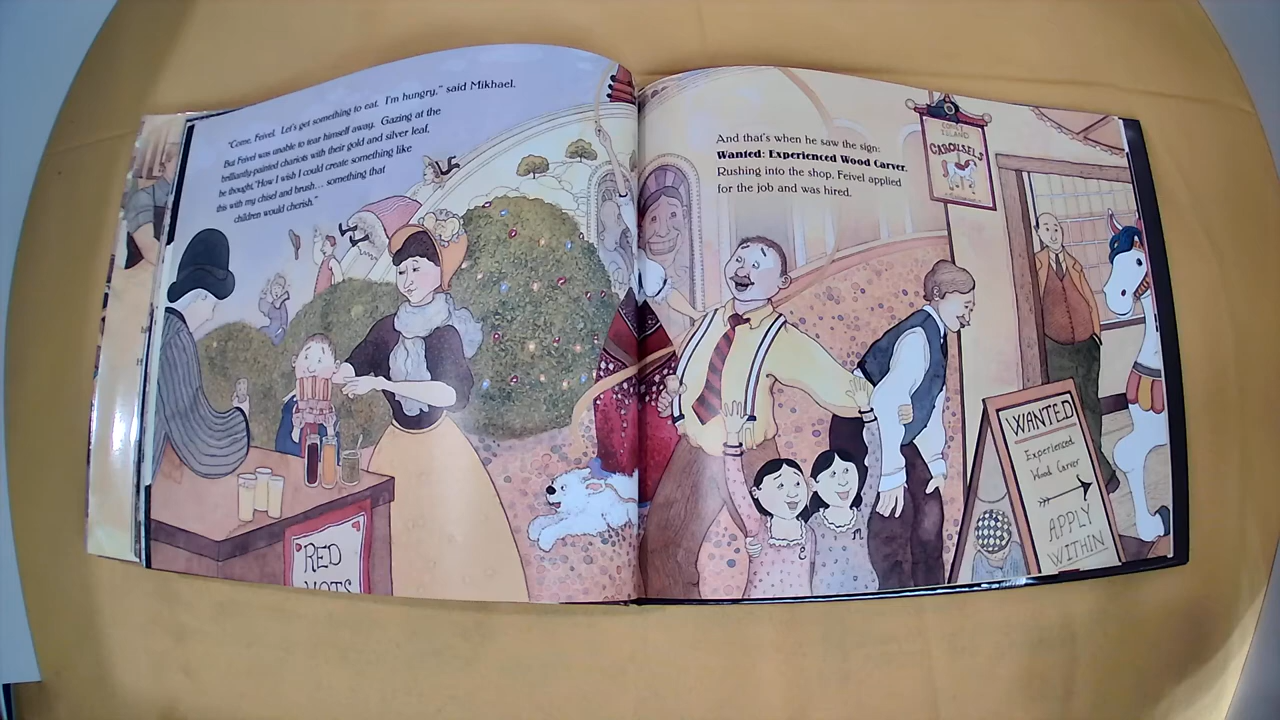 "Come, Feivel. Let's get something to eat. I'm hungry," said Mikhael.
But Feivel was unable to tear himself away. Gazing at the
brilliantly-painted chariots with their gold and silver leaf,
he thought, "How I wish I could create something like
this with my chisel and brush... something that
children would cherish."
RED
HOTS
And that's when he saw the sign:
Wanted: Experienced Wood Carver.
Rushing into the shop, Feivel applied
for the job and was hired.
CONEY
ISLAND
CAROUSELS
WANTED
Experienced
Wood Carver
APPLY
WITHIN